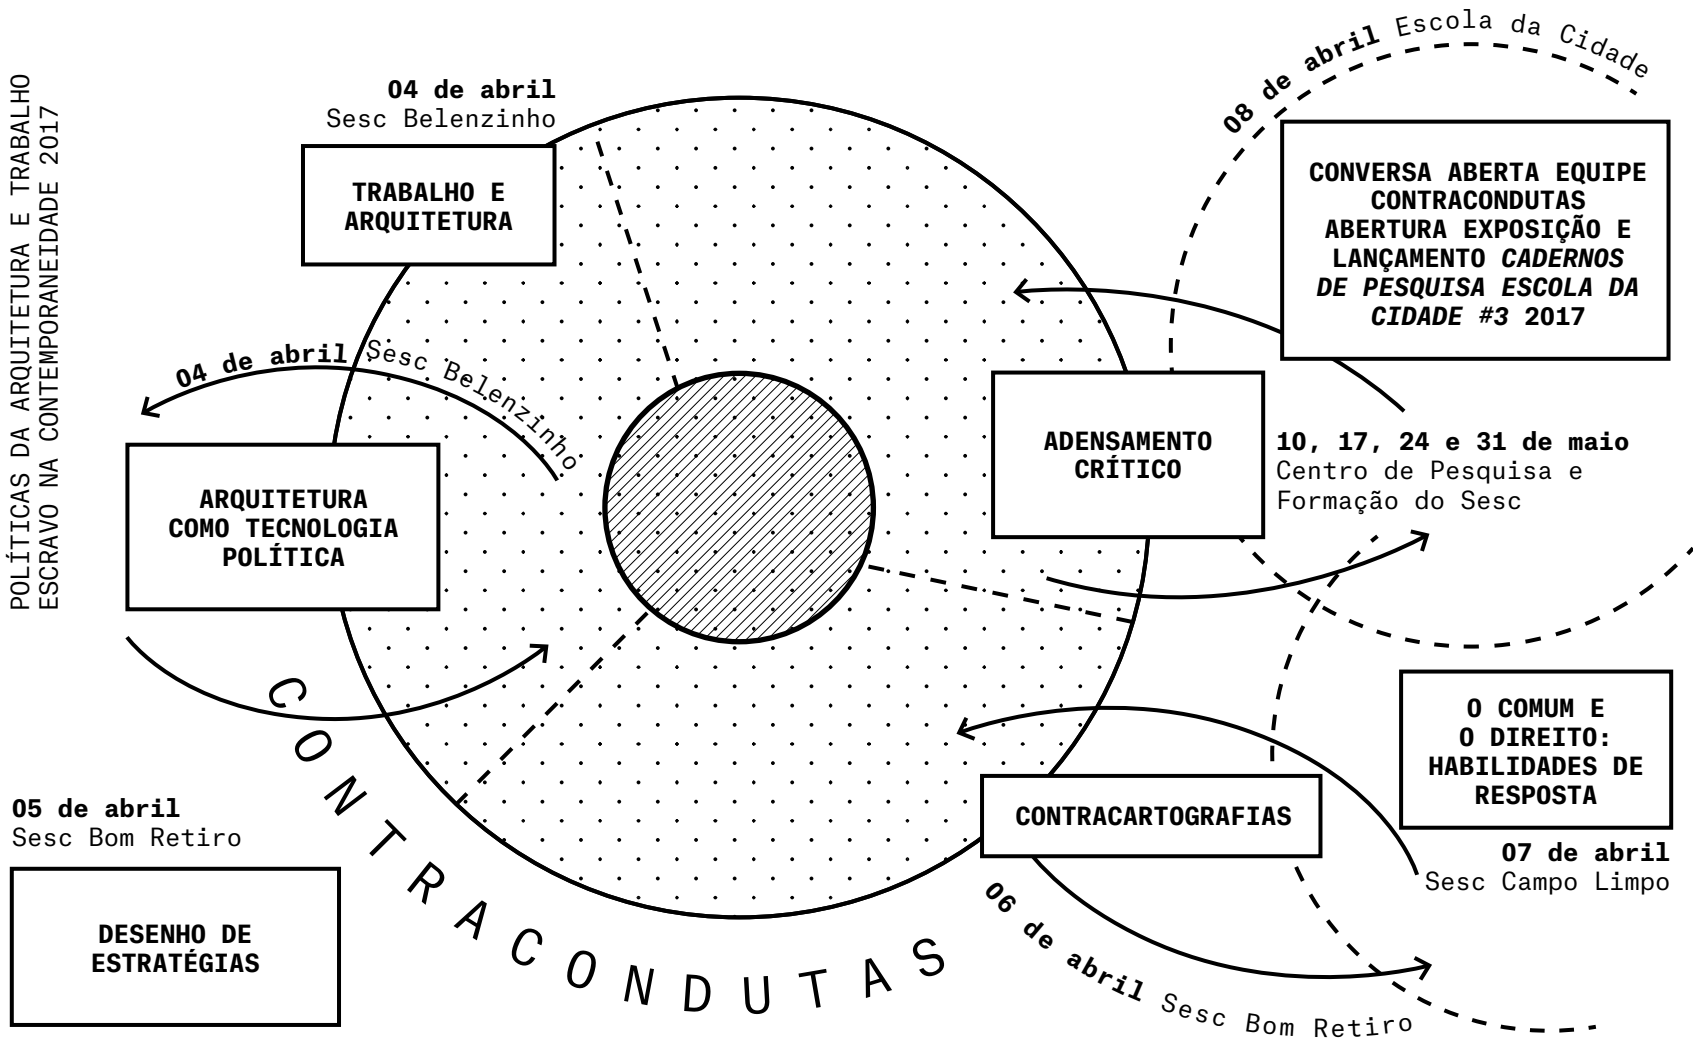 POLÍTICAS DA ARQUITETURA E TRABALHO
ESCRAVO NA CONTEMPORANEIDADE 2017
04 de abril
Sesc Belenzinho
TRABALHO E
ARQUITETURA
04 de abril Sesc Belenzinho
ARQUITETURA
COMO TECNOLOGIA
POLÍTICA
05 de abril
Sesc Bom Retiro
DESENHO DE
ESTRATÉGIAS
CONTRACONDUTAS
08 de abril Escola da Cidade
CONVERSA ABERTA EQUIPE
CONTRACONDUTAS
ABERTURA EXPOSIÇÃO E
LANÇAMENTO CADERNOS
DE PESQUISA ESCOLA DA
CIDADE #3 2017
ADENSAMENTO
CRÍTICO
10, 17, 24 e 31 de maio
Centro de Pesquisa e
Formação do Sesc
O COMUM E
O DIREITO:
HABILIDADES DE
RESPOSTA
07 de abril
Sesc Campo Limpo
CONTRACARTOGRAFIAS
06 de abril Sesc Bom Retiro